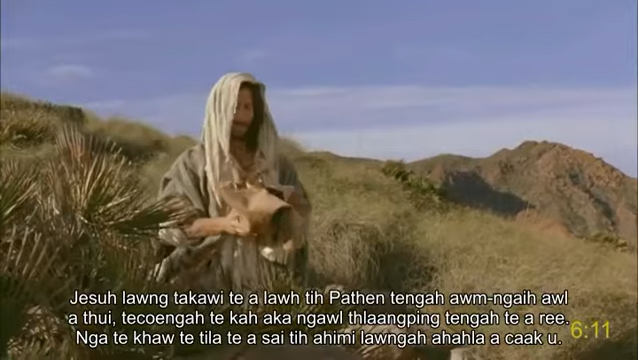 Jesuh lawng takawi te a lawh tih Pathen tengah awm-ngaih awl
a thui, tecoengah te kah aka ngawl thlaangping tengah te a ree.
Nga te khaw te tila te a sai tih ahimi lawngah ahahla a caak u.
6:11